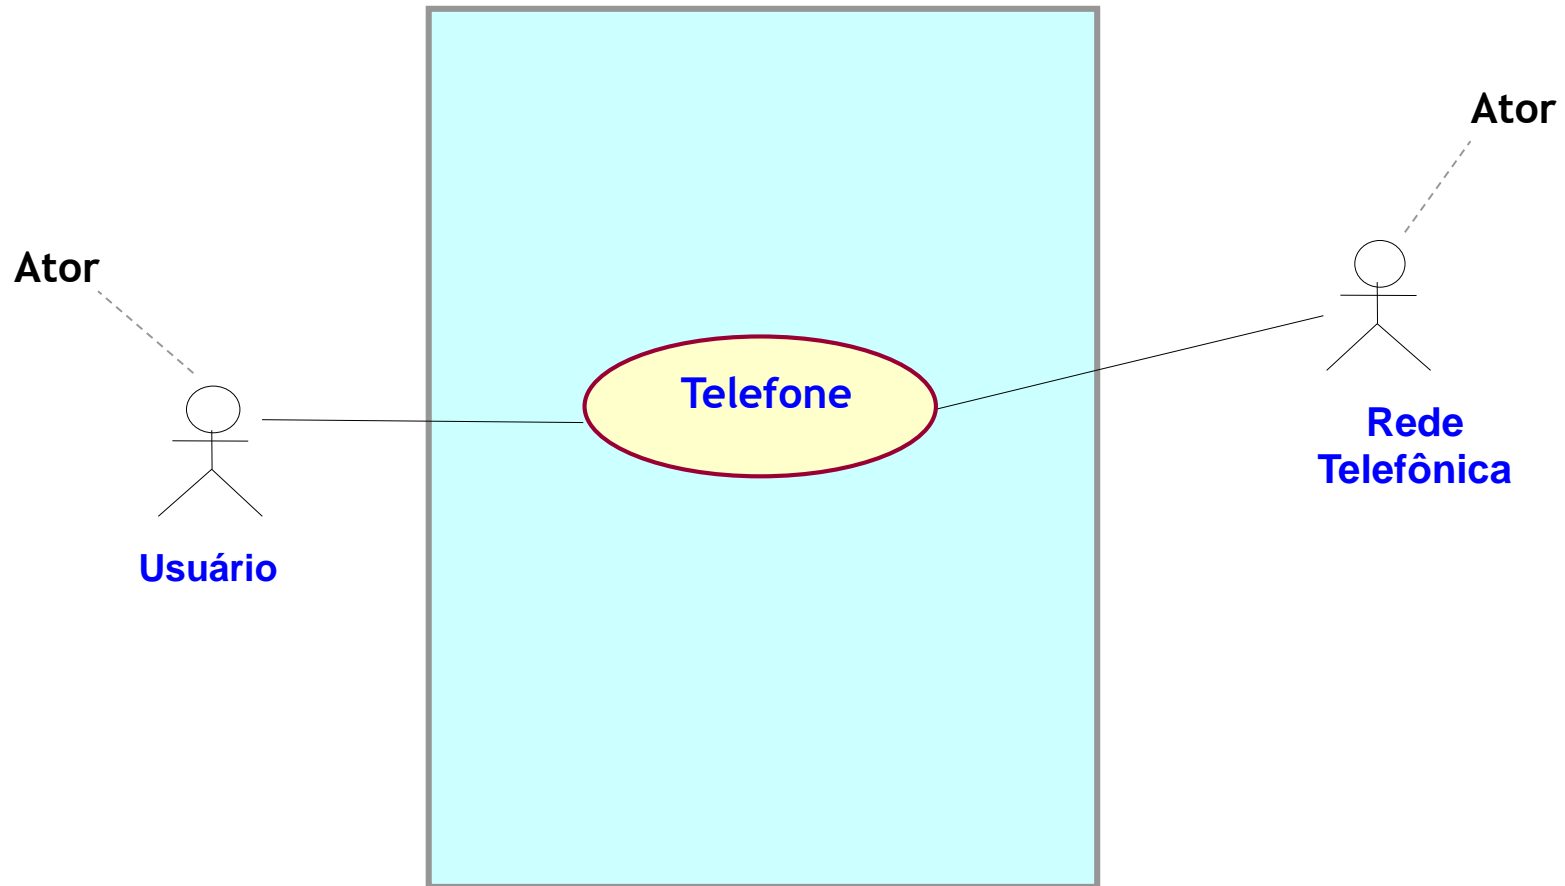 Ator
Ator
Telefone
Rede
Telefônica
Usuário